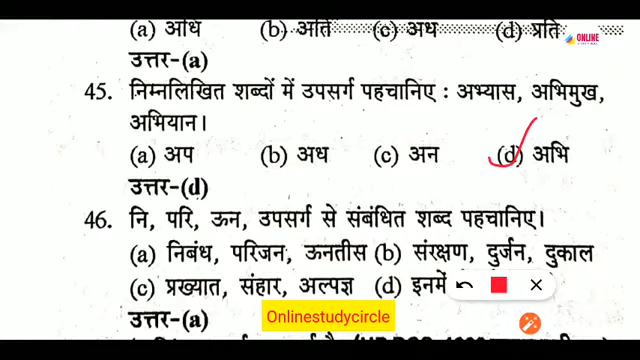 (a) अधि (b) अति (c) अध (d) प्रति
ONLINE
उत्तर-(a)
45. निम्नलिखित शब्दों में उपसर्ग पहचानिए : अभ्यास, अभिमुख,
अभियान।
(a) अप (b) अध (c) अन (d) अभि
उत्तर-(d)
46. नि, परि, ऊन, उपसर्ग से संबंधित शब्द पहचानिए।
(a) निबंध, परिजन, ऊनतीस (b) संरक्षण, दुर्जन, दुकाल
(c) प्रख्यात, संहार, अल्पज्ञ (d) इनमें
उत्तर-(a)
Onlinestudycircle